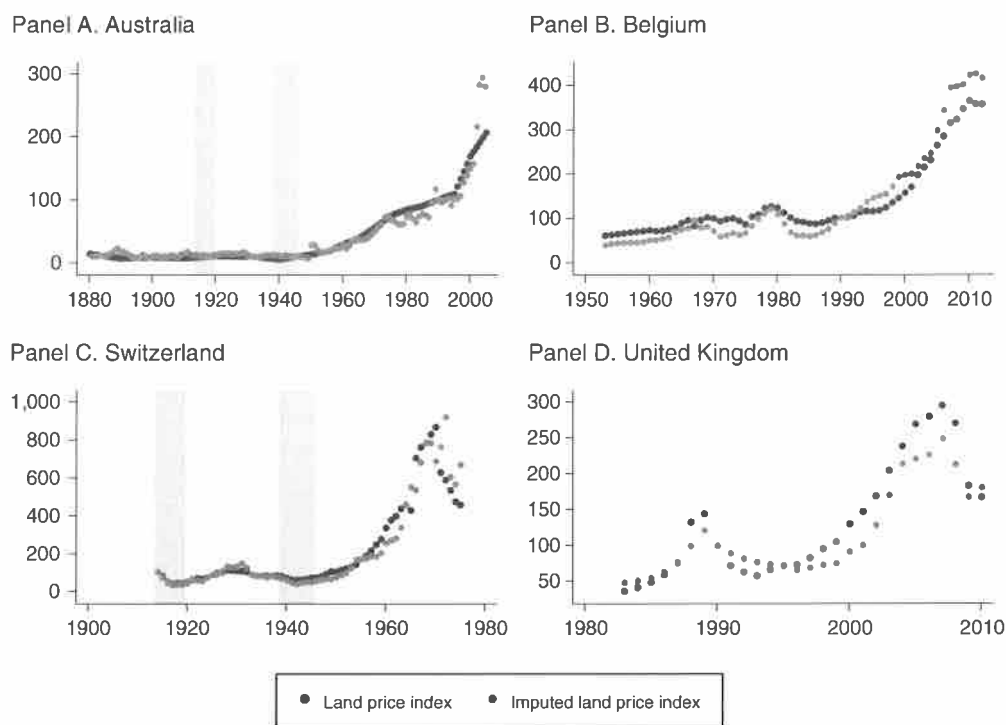 Panel A. Australia
300
200
100
0
1880 1900 1920 1940 1960 1980 2000
Panel B. Belgium
400
300
200
100
0
1950 1960 1970 1980 1990 2000 2010
Panel C. Switzerland
1,000
800
600
400
200
0
1900 1920 1940 1960 1980
Panel D. United Kingdom
300
250
200
150
100
50
1980 1990 2000 2010
Land price index Imputed land price index